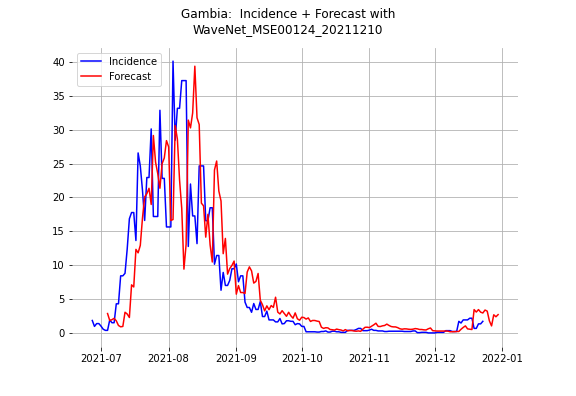 Gambia:  Incidence + Forecast with
WaveNet_MSE00124_20211210
Incidence
Forecast
40
35
30
25
20
15
10
5
0
2021-07 2021-08 2021-09 2021-10 2021-11 2021-12 2022-01